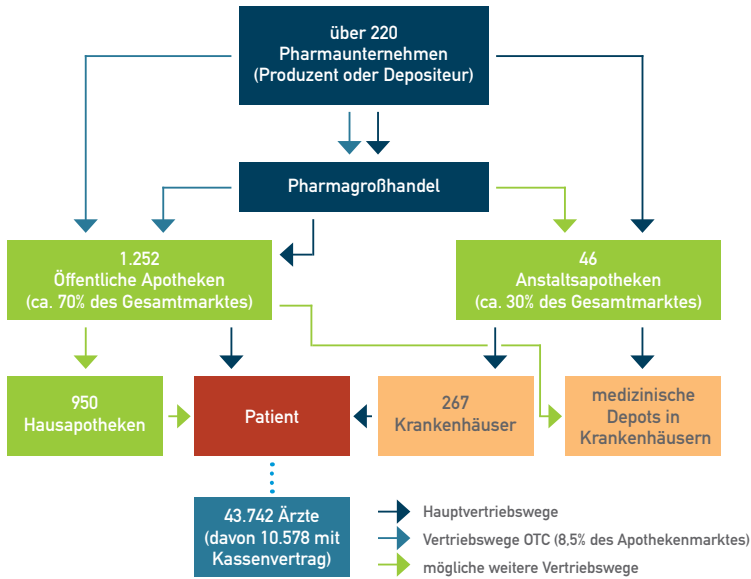 über 220
Pharmaunternehmen
(Produzent oder Depositeur)
Pharmagroßhandel
1.252
Öffentliche Apotheken
(ca. 70% des Gesamtmarktes)
46
Anstaltsapotheken
(ca. 30% des Gesamtmarktes)
950
Hausapotheken
Patient
267
Krankenhäuser
medizinische
Depots in
Krankenhäusern
43.742 Ärzte
(davon 10.578 mit
Kassenvertrag)
Hauptvertriebswege
Vertriebswege OTC (8,5% des Apothekenmarktes)
mögliche weitere Vertriebswege